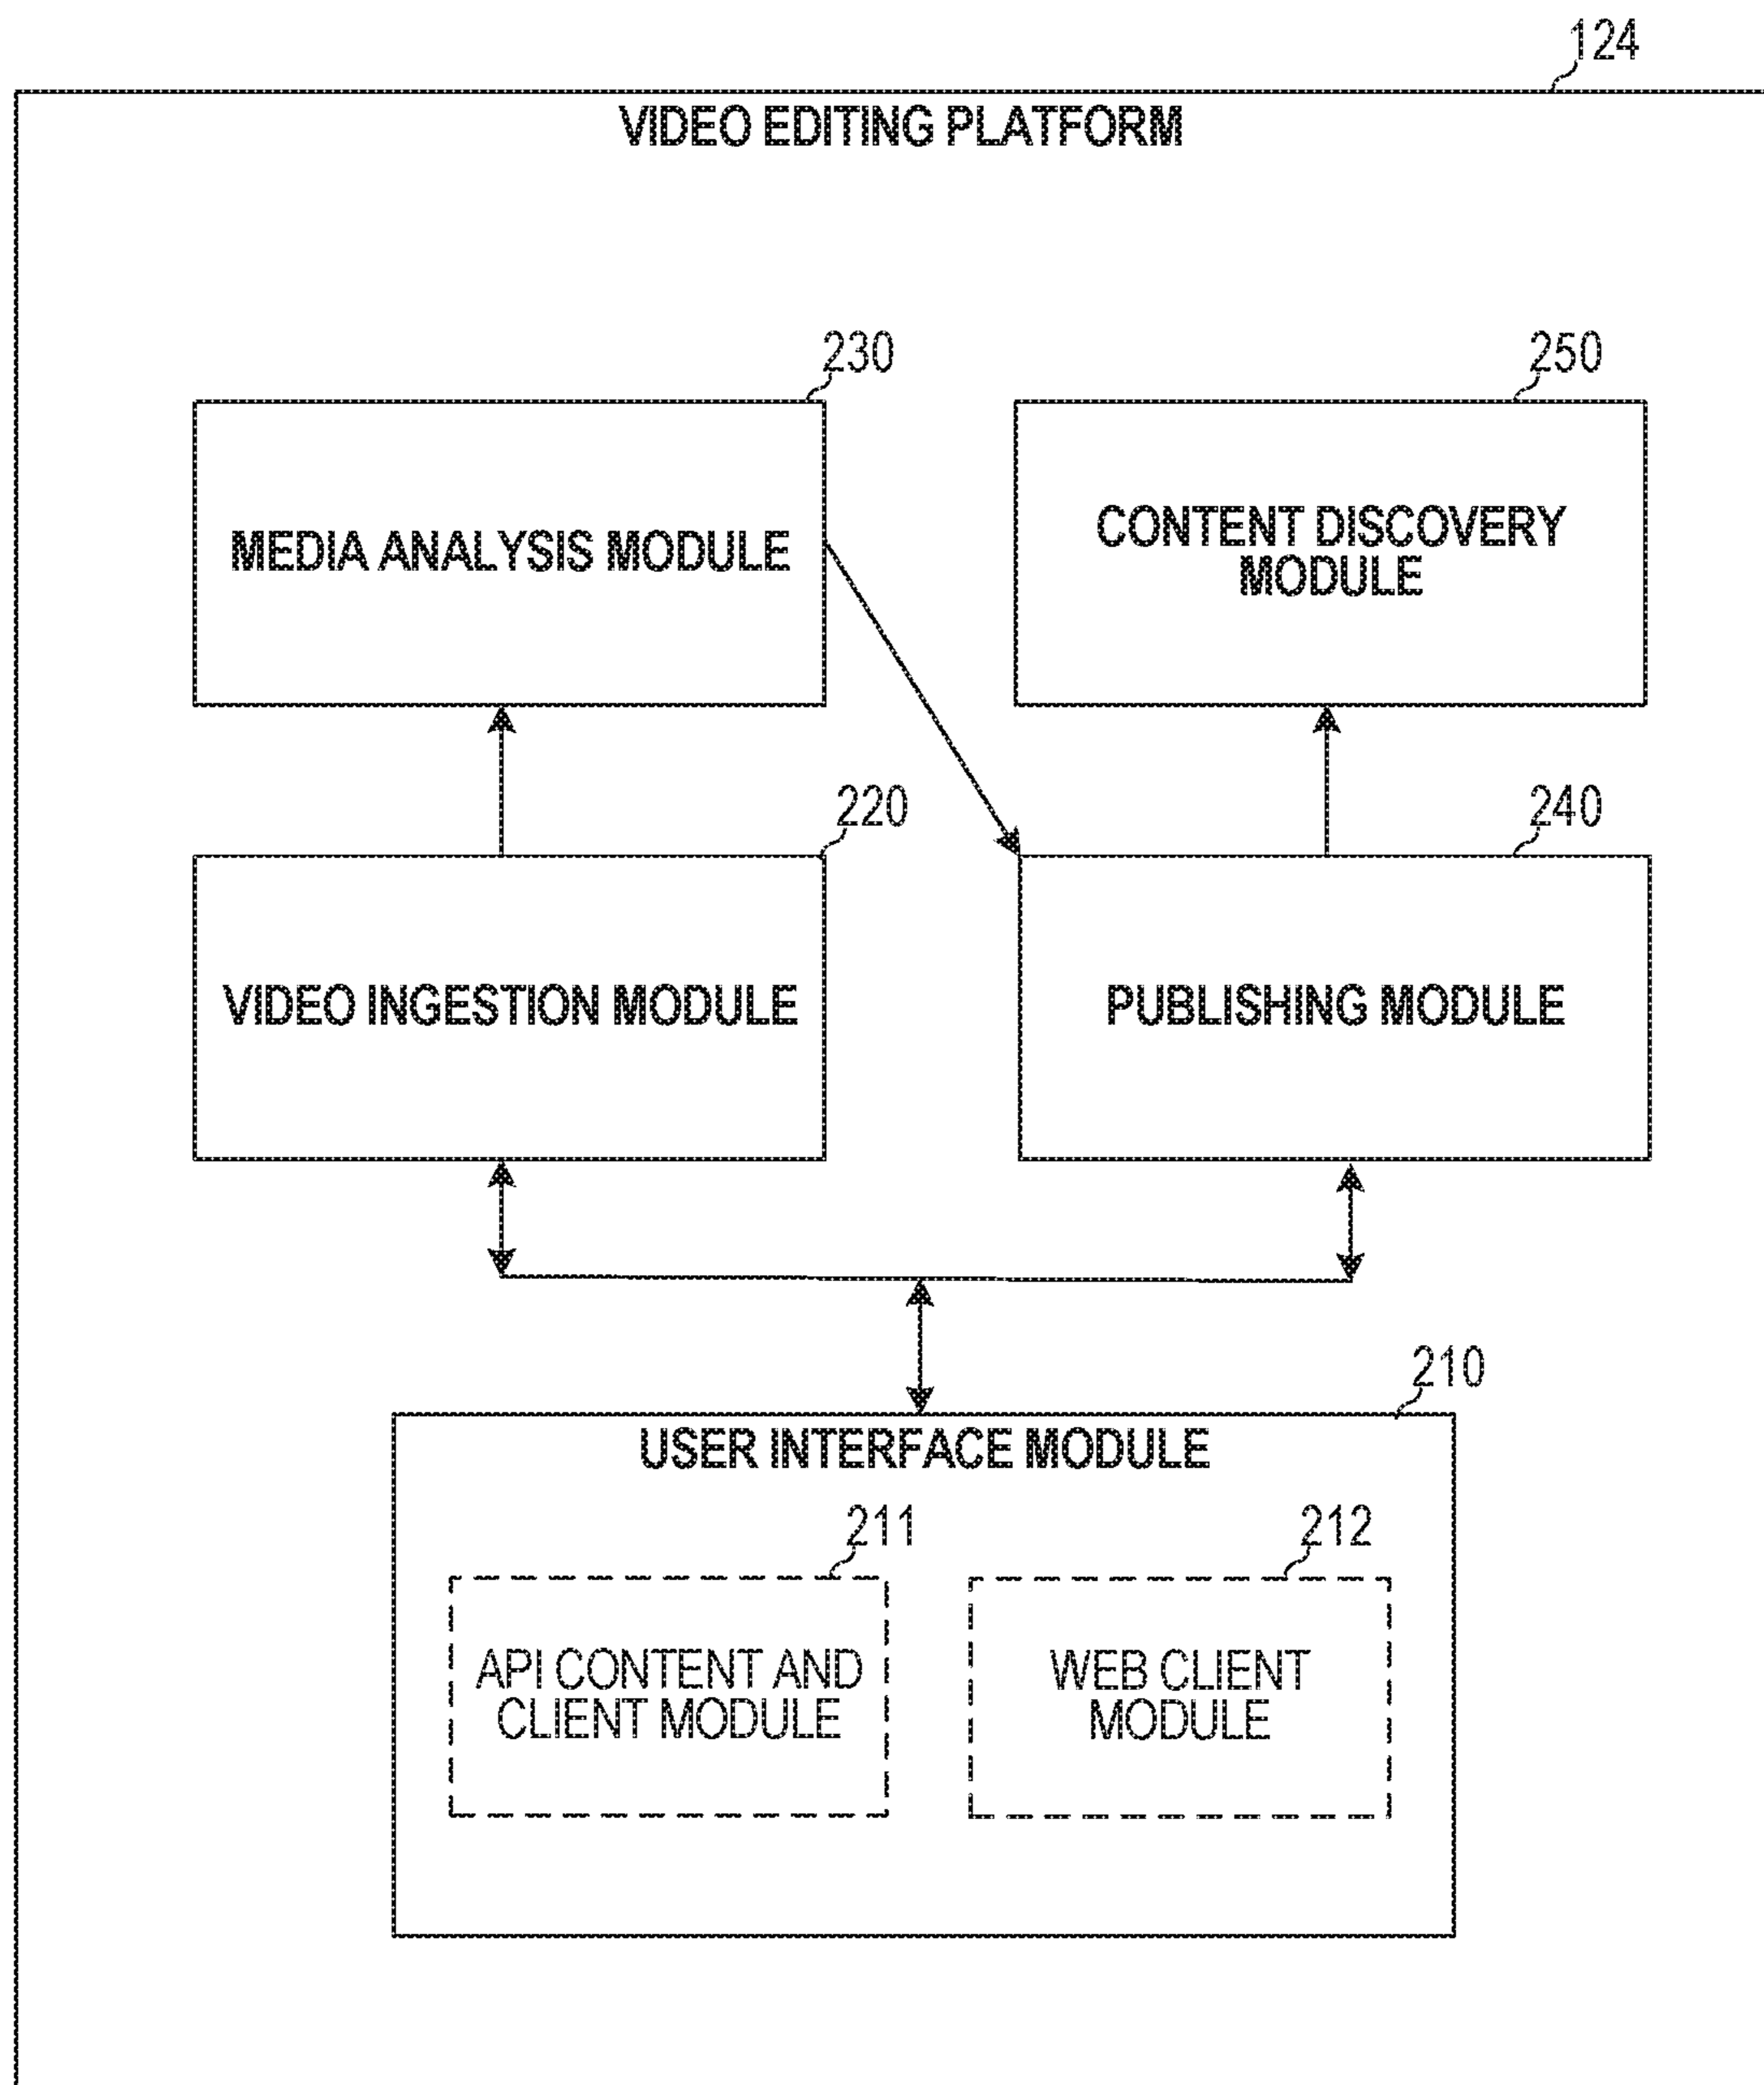 124
VIDEO EDITING PLATFORM
230
250
MEDIA ANALYSIS MODULE
CONTENT DISCOVERY
MODULE
220
240
VIDEO INGESTION MODULE
PUBLISHING MODULE
210
USER INTERFACE MODULE
211
212
API CONTENT AND
CLIENT MODULE
WEB CLIENT
MODULE